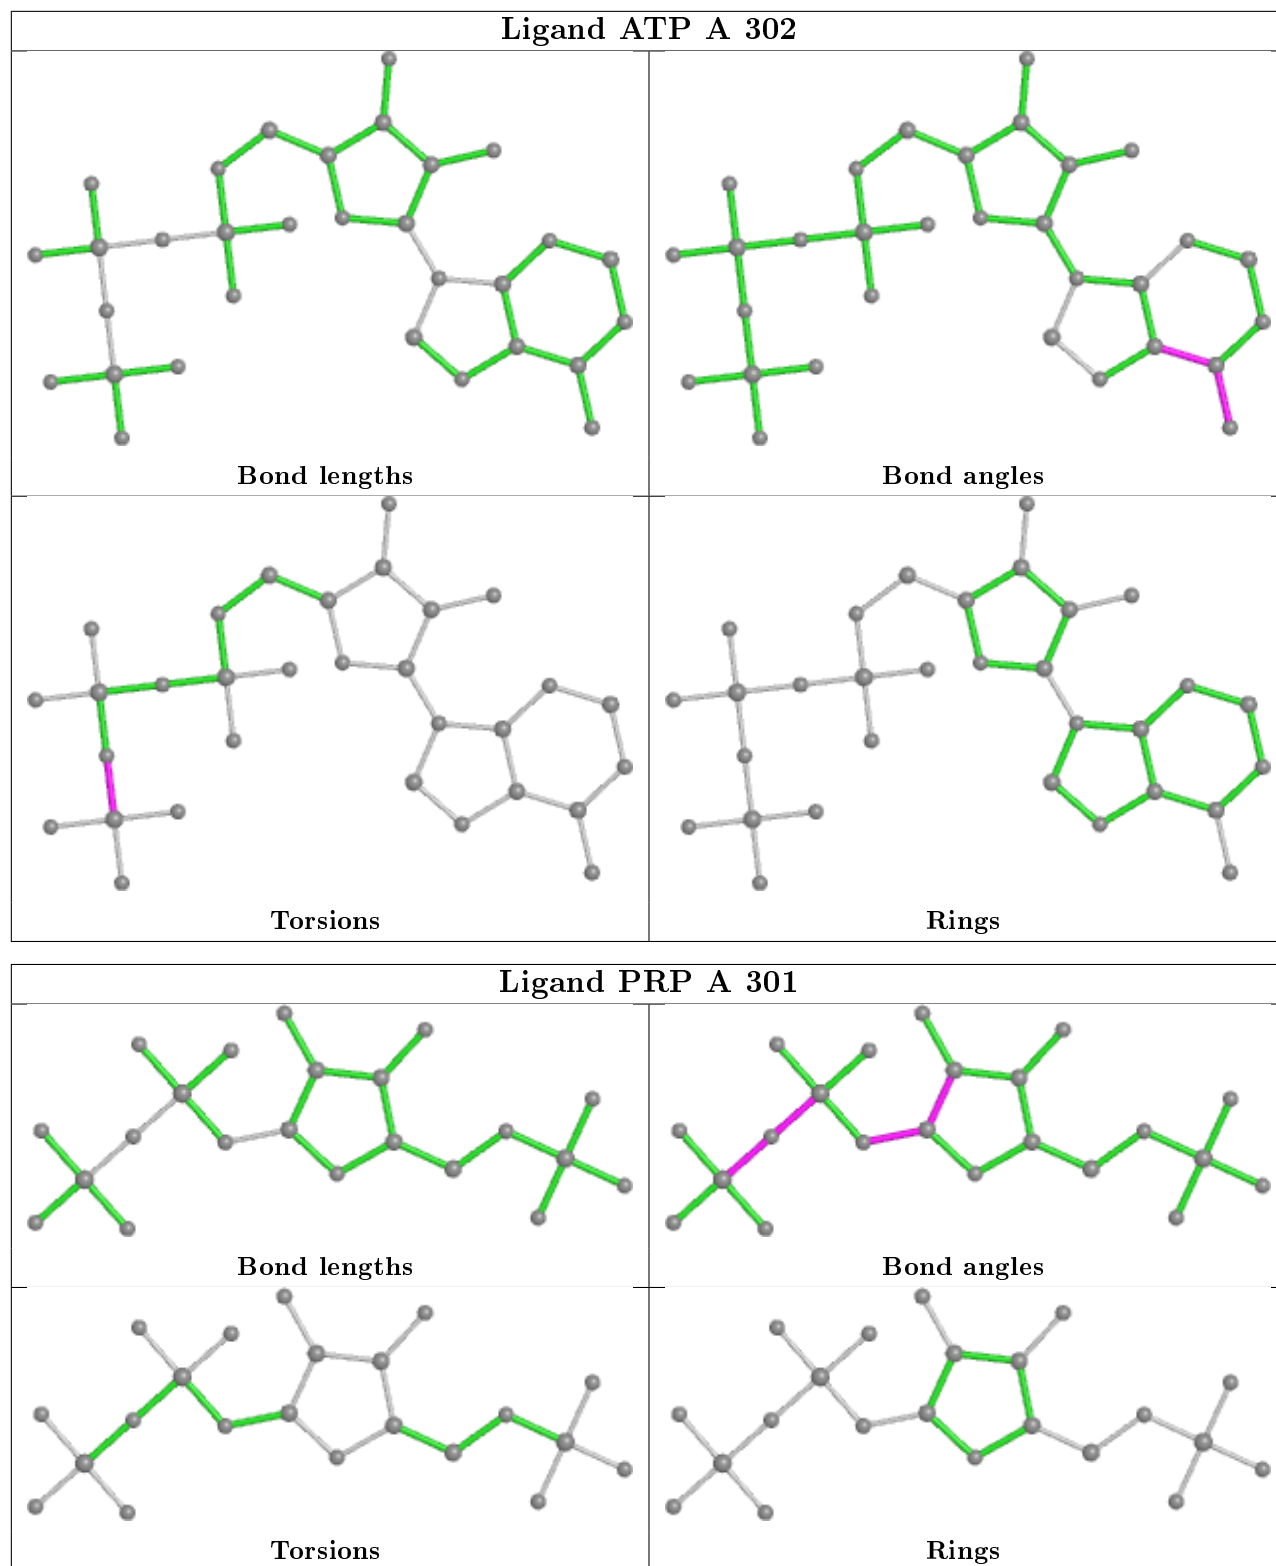 Ligand ATP A 302
Bond lengths
Bond angles
Torsions
Rings
Ligand PRP A 301
Bond lengths
Bond angles
Torsions
Rings